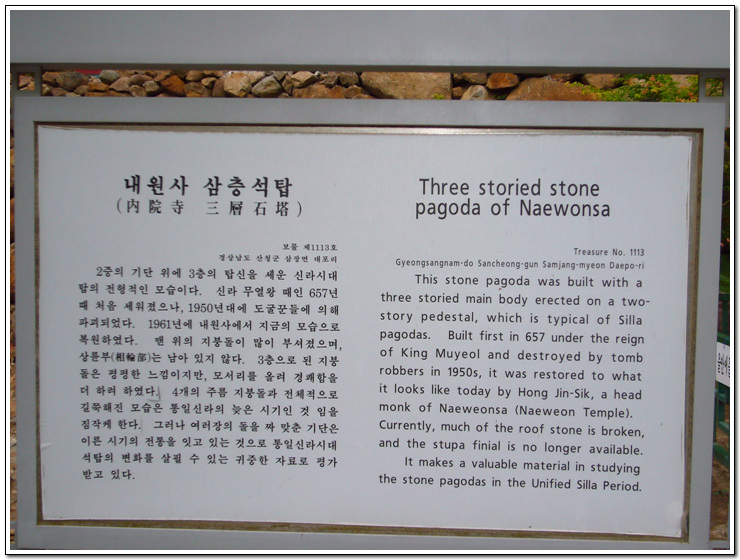 내원사 삼층석탑
(內院寺 三層石塔)
보물 제1113호
경상남도 산청군 삼장면 대포리
2중의 기단 위에 3층의 탑신을 세운 신라시대
탑의 전형적인 모습이다. 신라 무열왕 때인 657년
때 처음 세워졌으나, 1950년대에 도굴꾼들에 의해
파괴되었다. 1961년에 내원사에서 지금의 모습으로
복원하였다. 맨 위의 지붕돌이 많이 부셔졌으며,
상륜부(相輪部)는 남아 있지 않다. 3층으로 된 지붕
돌은 평평한 느낌이지만, 모서리를 올려 경쾌함을
더 하려 하였다. 4개의 주름 지붕돌과 전체적으로
길쭉해진 모습은 통일신라의 늦은 시기인 것 임을
짐작케 한다. 그러나 여러장의 돌을 짜 맞춘 기단은
이른 시기의 전통을 잇고 있는 것으로 통일신라시대
석탑의 변화를 살필 수 있는 귀중한 자료로 평가
받고 있다.
Three storied stone
pagoda of Naewonsa
Treasure No. 1113
Gyeongsangnam-do Sancheong-gun Samjang-myeon Daepo-ri
This stone pagoda was built with a
three storied main body erected on a two-
story pedestal, which is typical of Silla
pagodas. Built first in 657 under the reign
of King Muyeol and destroyed by tomb
robbers in 1950s, it was restored to what
it looks like today by Hong Jin-Sik, a head
monk of Naeweonsa (Naeweon Temple).
Currently, much of the roof stone is broken,
and the stupa finial is no longer available.
It makes a valuable material in studying
the stone pagodas in the Unified Silla Period.